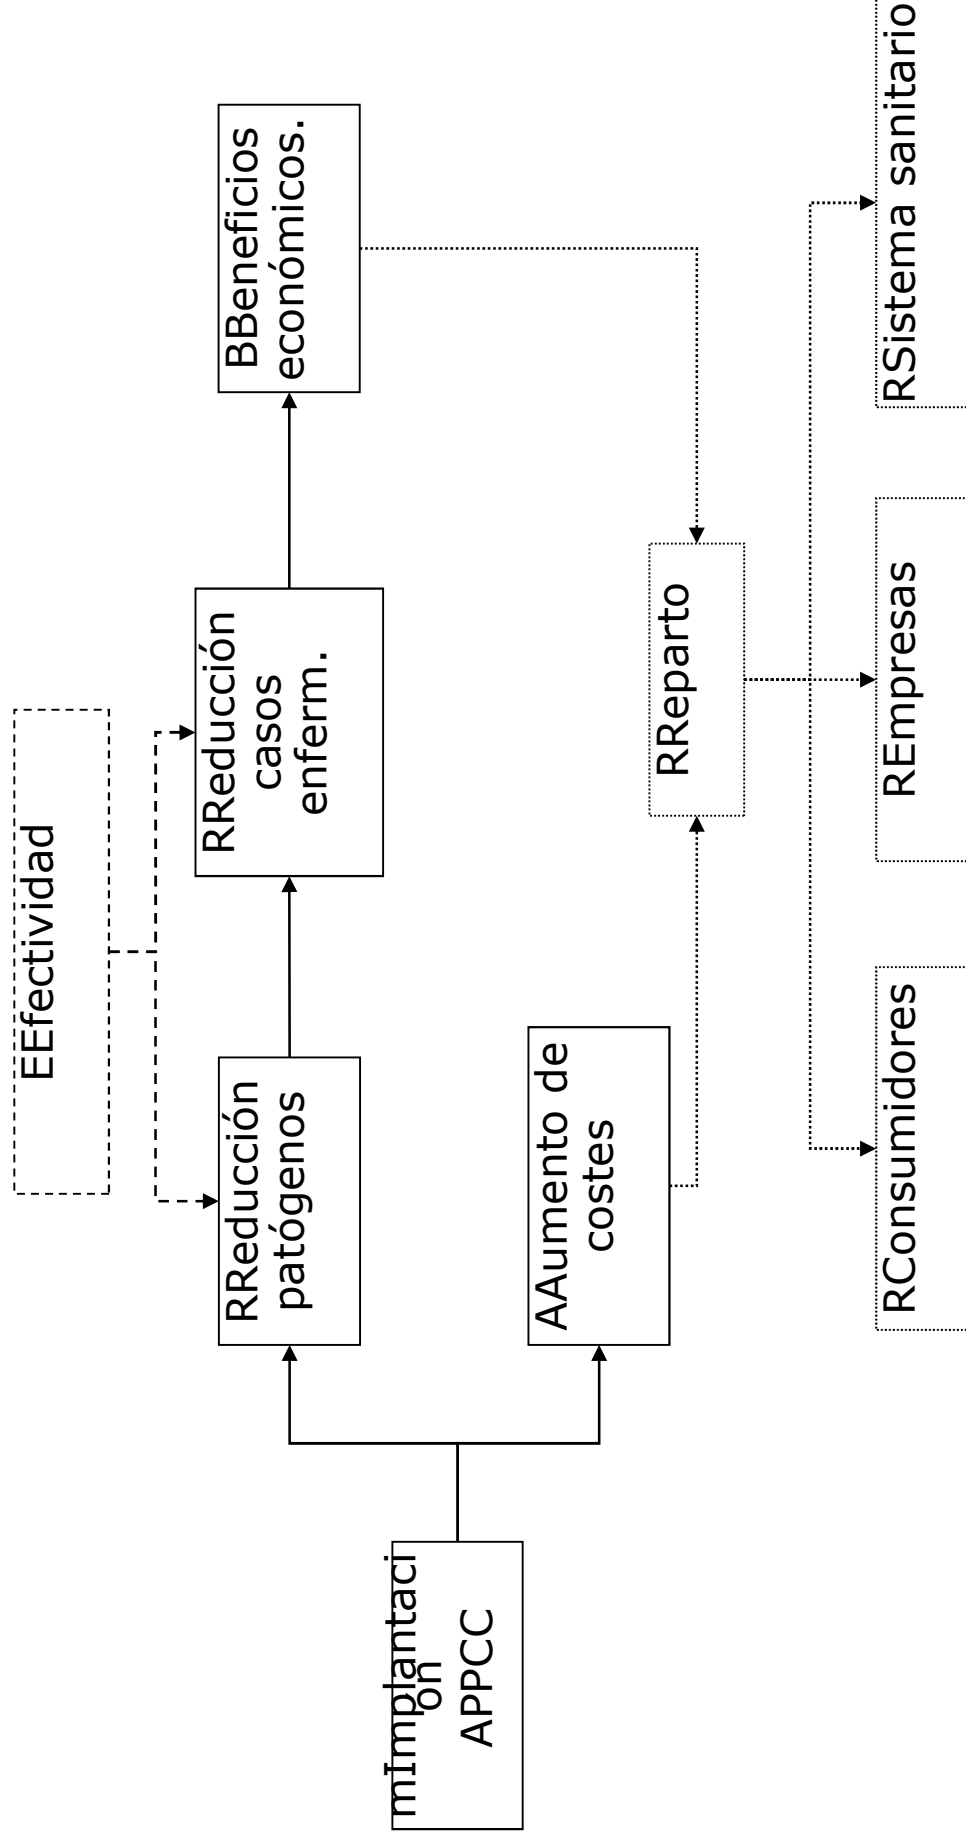 EEfectividad
RReducción
patógenos
RReducción
casos
enferm.
BBeneficios
económicos.
mImplantaci
on
APPCC
AAumento de
costes
RReparto
RConsumidores
REmpresas
RSistema sanitario